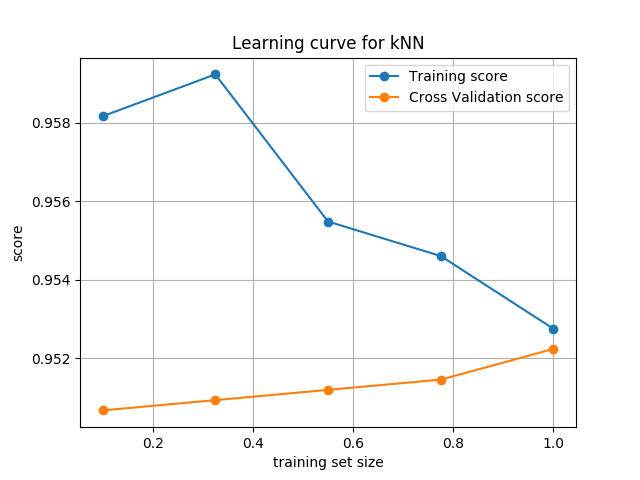 Learning curve for kNN
Training score
Cross Validation score
0.958
0.956
0.954
0.952
score
0.2
0.4
0.6
0.8
1.0
training set size